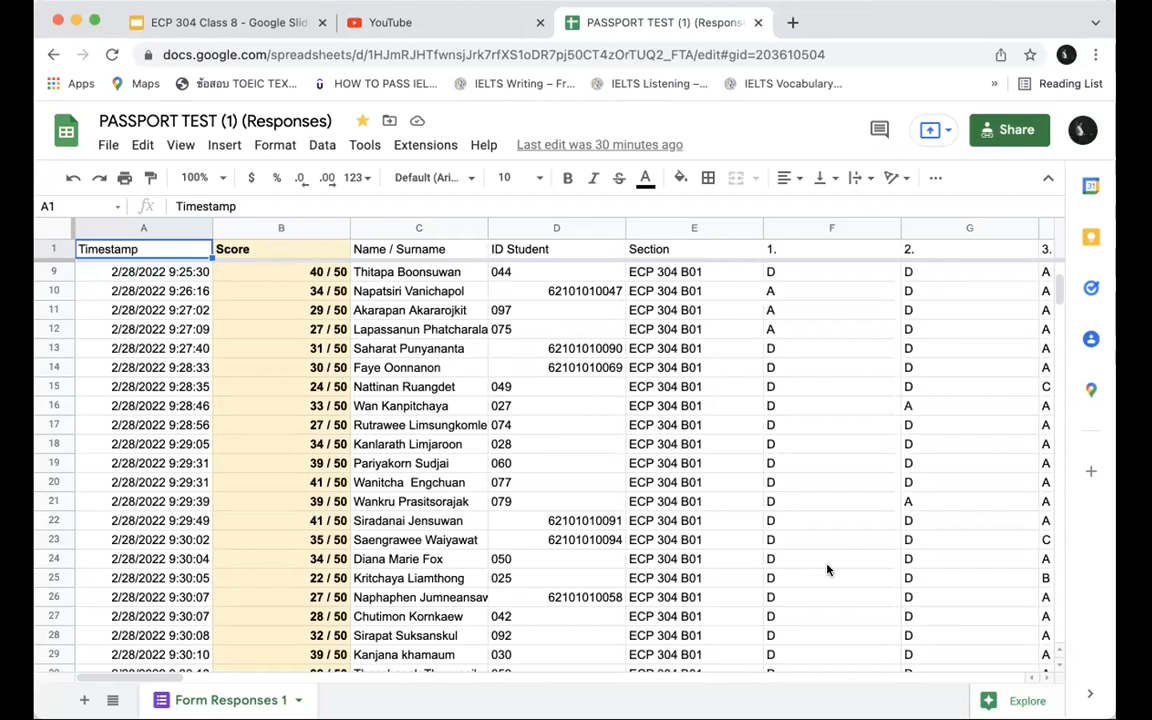 ECP 304 Class 8 - Google Slid
YouTube
PASSPORT TEST (1) (Respons
docs.google.com/spreadsheets/d/1HJmRJHTfwnsjJrk7rfXS1oDR7pj50CT4zOrTUQ2_FTA/edit#gid=203610504
Apps Maps ข้อสอบ TOEIC TEX... HOW TO PASS IEL... IELTS Writing – Fr... IELTS Listening –... IELTS Vocabulary... » Reading List
PASSPORT TEST (1) (Responses)
Share
File Edit View Insert Format Data Tools Extensions Help Last edit was 30 minutes ago
100% $ % .0 .00 123 Default (Ari... 10 B I S A
A1 fx Timestamp
A B C D E F G
1 Timestamp Score Name / Surname ID Student Section 1. 2. 3.
9 2/28/2022 9:25:30 40 / 50 Thitapa Boonsuwan 044 ECP 304 B01 D D A
10 2/28/2022 9:26:16 34 / 50 Napatsiri Vanichapol 62101010047 ECP 304 B01 A D A
11 2/28/2022 9:27:02 29 / 50 Akarapan Akararojkit 097 ECP 304 B01 A D A
12 2/28/2022 9:27:09 27 / 50 Lapassanun Phatcharala 075 ECP 304 B01 A D A
13 2/28/2022 9:27:40 31 / 50 Saharat Punyananta 62101010090 ECP 304 B01 D D A
14 2/28/2022 9:28:33 30 / 50 Faye Oonnanon 62101010069 ECP 304 B01 D D A
15 2/28/2022 9:28:35 24 / 50 Nattinan Ruangdet 049 ECP 304 B01 D D C
16 2/28/2022 9:28:46 33 / 50 Wan Kanpitchaya 027 ECP 304 B01 D A A
17 2/28/2022 9:28:56 27 / 50 Rutrawee Limsungkomle 074 ECP 304 B01 D D A
18 2/28/2022 9:29:05 34 / 50 Kanlarath Limjaroon 028 ECP 304 B01 D D A
19 2/28/2022 9:29:31 39 / 50 Pariyakorn Sudjai 060 ECP 304 B01 D D A
20 2/28/2022 9:29:31 41 / 50 Wanitcha Engchuan 077 ECP 304 B01 D D A
21 2/28/2022 9:29:39 39 / 50 Wankru Prasitsorajak 079 ECP 304 B01 D A A
22 2/28/2022 9:29:49 41 / 50 Siradanai Jensuwan 62101010091 ECP 304 B01 D D A
23 2/28/2022 9:30:02 35 / 50 Saengrawee Waiyawat 62101010094 ECP 304 B01 D D C
24 2/28/2022 9:30:04 34 / 50 Diana Marie Fox 050 ECP 304 B01 D D A
25 2/28/2022 9:30:05 22 / 50 Kritchaya Liamthong 025 ECP 304 B01 D D B
26 2/28/2022 9:30:07 27 / 50 Naphaphen Jumneansaw 62101010058 ECP 304 B01 D D A
27 2/28/2022 9:30:07 28 / 50 Chutimon Kornkaew 042 ECP 304 B01 D D A
28 2/28/2022 9:30:08 32 / 50 Sirapat Suksanskul 092 ECP 304 B01 D D A
29 2/28/2022 9:30:10 39 / 50 Kanjana khamaum 030 ECP 304 B01 D D A
Form Responses 1
Explore